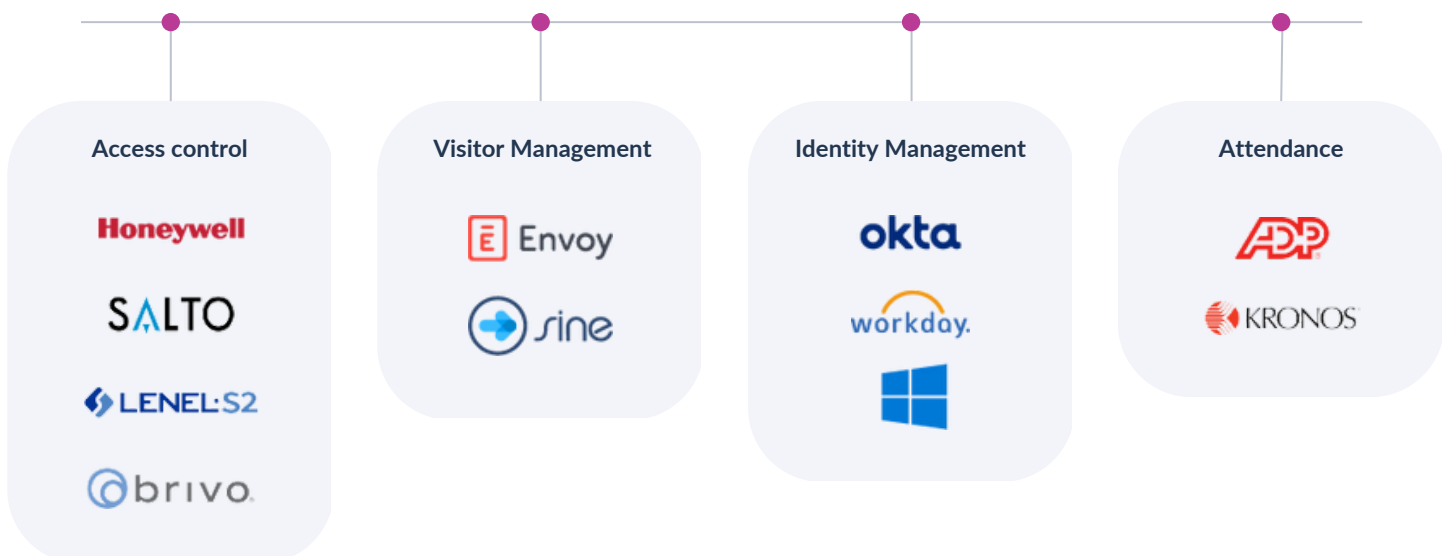 Access control
Honeywell
SALTO
LENEL·S2
brivo.
Visitor Management
Envoy
sine
Identity Management
okta
workday.
Attendance
ADP
KRONOS